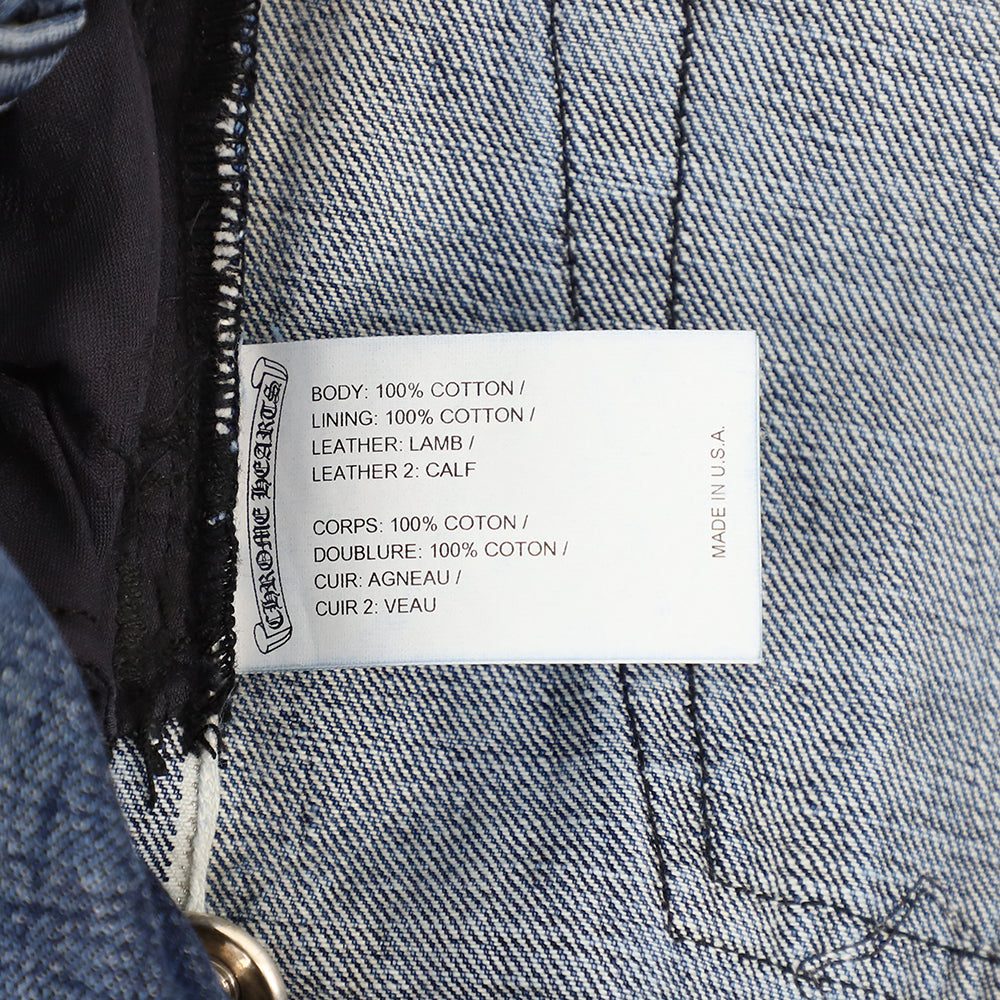 CHROME HEARTS
BODY: 100% COTTON /
LINING: 100% COTTON /
LEATHER: LAMB /
LEATHER 2: CALF
CORPS: 100% COTON /
DOUBLURE: 100% COTON /
CUIR: AGNEAU /
CUIR 2: VEAU
MADE IN U.S.A.